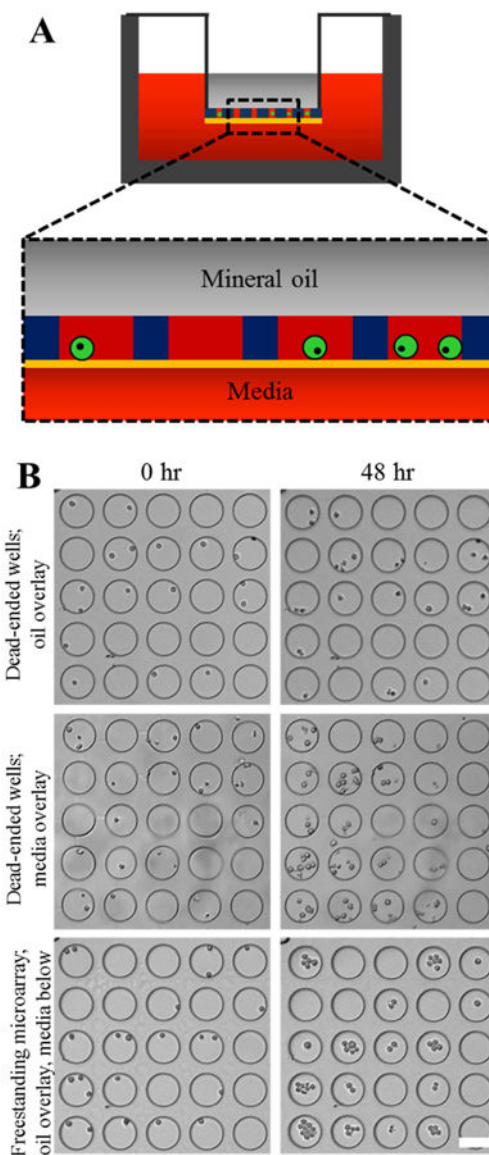 A
Mineral oil
Media
B
0 hr
48 hr
Dead-ended wells;
oil overlay
Dead-ended wells;
media overlay
Freestanding microarray;
oil overlay, media below